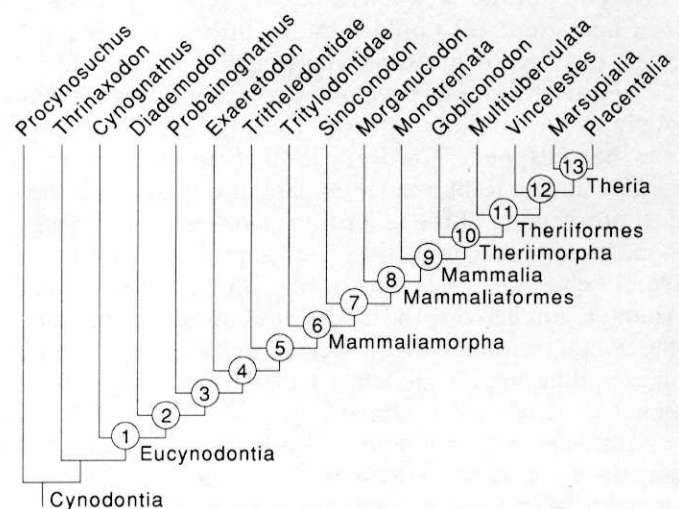 Procynosuchus
Thrinaxodon
Cynognathus
Diademodon
Probainognathus
Exaeretodon
Tritheledontidae
Tritylodontidae
Sinoconodon
Morganucodon
Monotremata
Gobiconodon
Multituberculata
Vincelestes
Marsupialia
Placentalia
13
Theria
12
11
Theriiformes
10
Theriimorpha
9
Mammalia
8
Mammaliaformes
7
6
Mammaliamorpha
5
4
3
2
1
Eucynodontia
Cynodontia